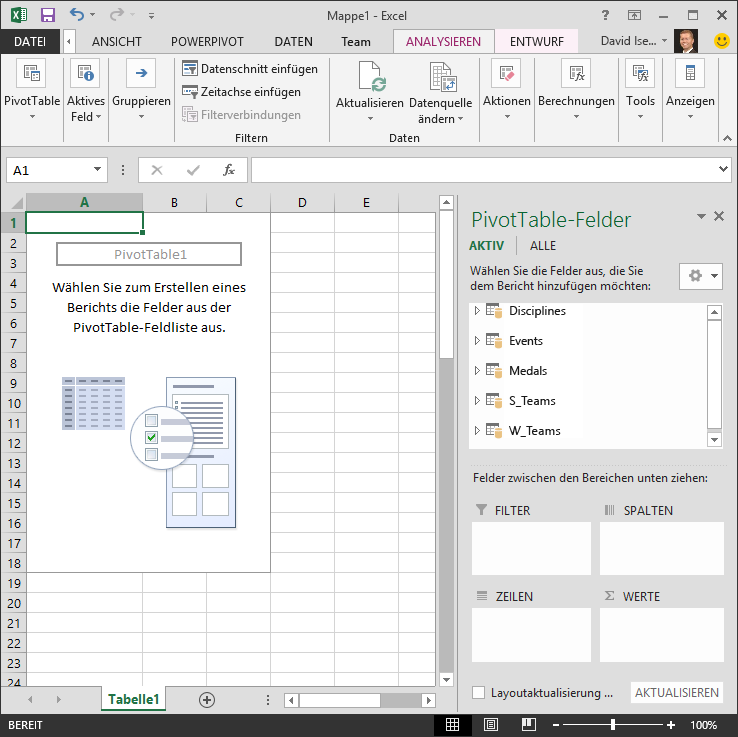 Mappe1 - Excel
?
DATEI
ANSICHT
POWERPIVOT
DATEN
Team
ANALYSIEREN
ENTWURF
David Ise...
PivotTable
Aktives
Feld
Gruppieren
Datenschnitt einfügen
Zeitachse einfügen
Filterverbindungen
Filtern
Aktualisieren
Datenquelle
ändern
Daten
Aktionen
Berechnungen
Tools
Anzeigen
A1
fx
A B C D E
1
2
3
4
5
6
7
8
9
10
11
12
13
14
15
16
17
18
19
20
21
22
23
24
PivotTable1
Wählen Sie zum Erstellen eines
Berichts die Felder aus der
PivotTable-Feldliste aus.
PivotTable-Felder
AKTIV
ALLE
Wählen Sie die Felder aus, die Sie
dem Bericht hinzufügen möchten:
Disciplines
Events
Medals
S_Teams
W_Teams
Felder zwischen den Bereichen unten ziehen:
FILTER
SPALTEN
ZEILEN
Σ WERTE
Layoutaktualisierung ...
AKTUALISIEREN
Tabelle1
BEREIT
100%